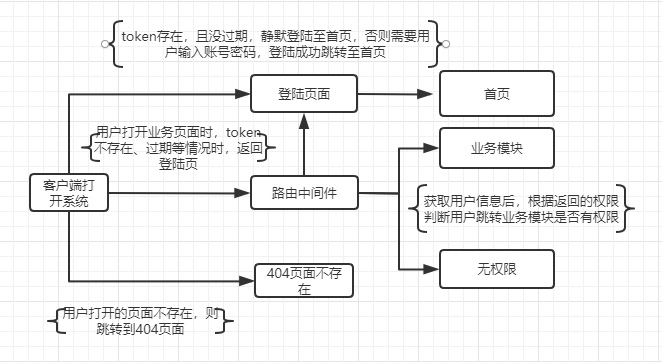 token存在，且没过期，静默登陆至首页，否则需要用
户输入账号密码，登陆成功跳转至首页
登陆页面
首页
用户打开业务页面时，token
不存在、过期等情况时，返回
登陆页
业务模块
客户端打
开系统
路由中间件
获取用户信息后，根据返回的权限
判断用户跳转业务模块是否有权限
404页面不存
在
无权限
用户打开的页面不存在，则
跳转到404页面